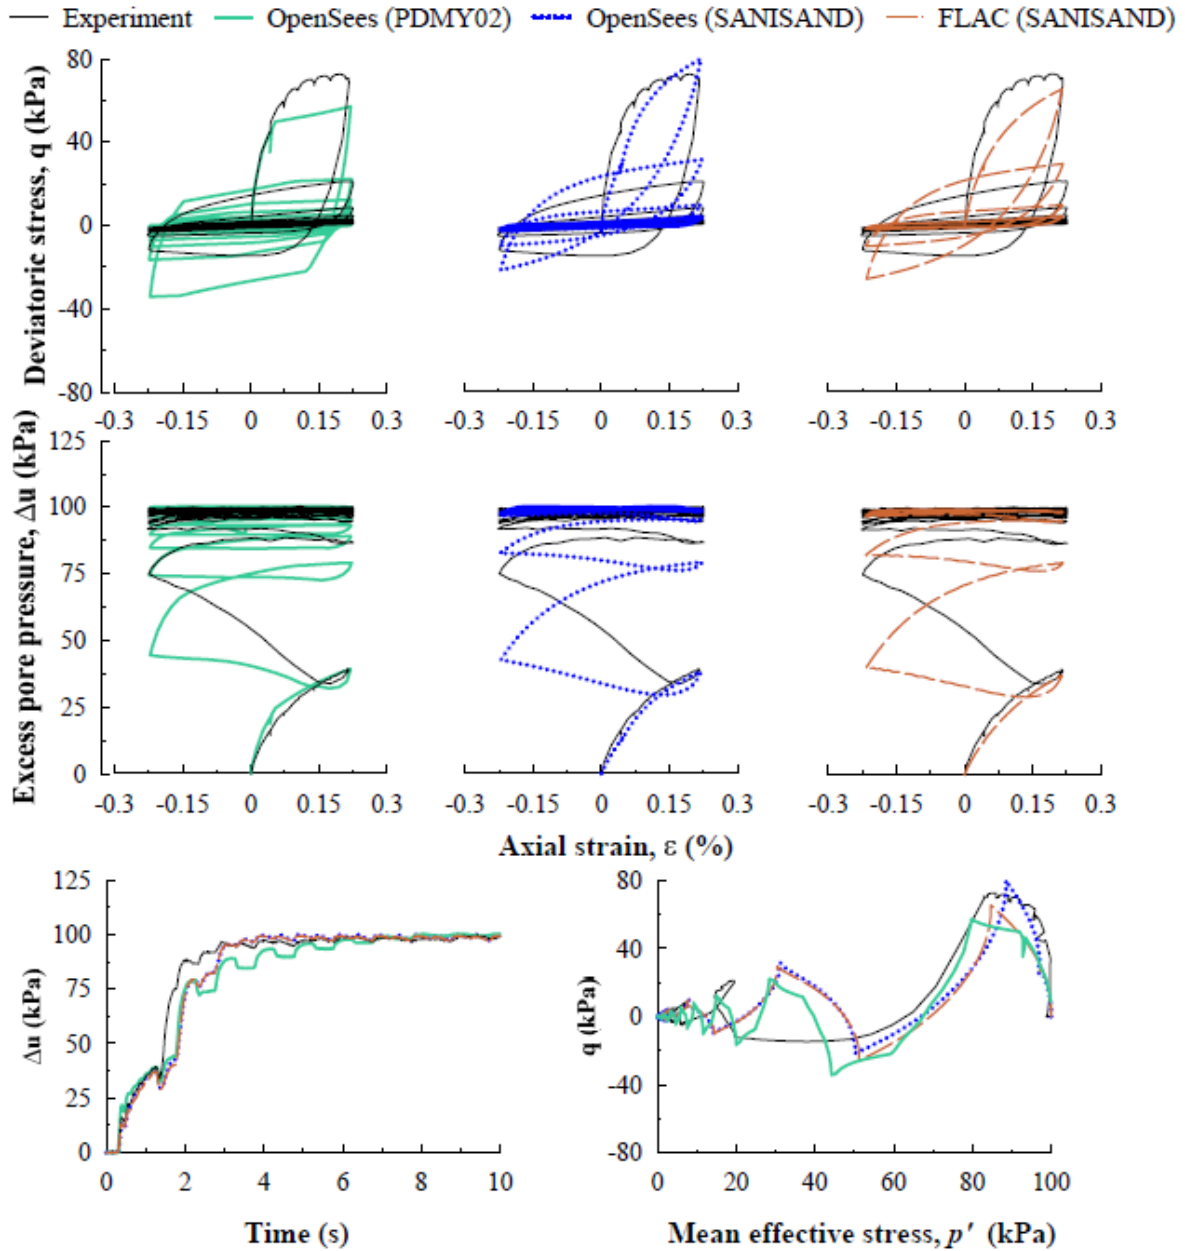 Experiment OpenSees (PDMY02) OpenSees (SANISAND) FLAC (SANISAND)
Deviatoric stress, q (kPa)
80
40
0
-40
-80
-0.3 -0.15 0 0.15 0.3 -0.3 -0.15 0 0.15 0.3 -0.3 -0.15 0 0.15 0.3
Excess pore pressure, Δu (kPa)
125
100
75
50
25
0
-0.3 -0.15 0 0.15 0.3 -0.3 -0.15 0 0.15 0.3 -0.3 -0.15 0 0.15 0.3
Axial strain, ε (%)
Δu (kPa)
125
100
75
50
25
0
0 2 4 6 8 10
Time (s)
q (kPa)
80
40
0
-40
-80
0 20 40 60 80 100
Mean effective stress, p' (kPa)